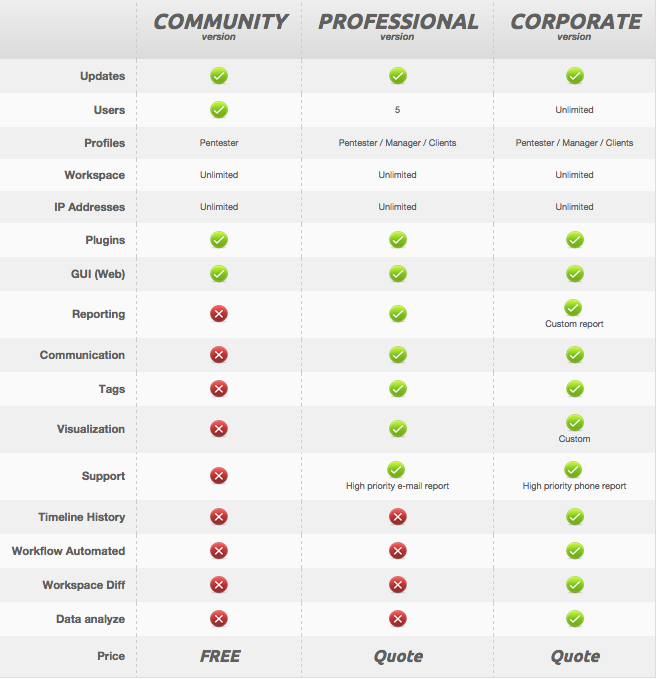 COMMUNITY PROFESSIONAL CORPORATE
version version version
Updates
Users 5 Unlimited
Profiles Pentester Pentester / Manager / Clients Pentester / Manager / Clients
Workspace Unlimited Unlimited Unlimited
IP Addresses Unlimited Unlimited Unlimited
Plugins
GUI (Web)
Reporting
Custom report
Communication
Tags
Visualization
Custom
Support
High priority e-mail report High priority phone report
Timeline History
Workflow Automated
Workspace Diff
Data analyze
Price FREE Quote Quote